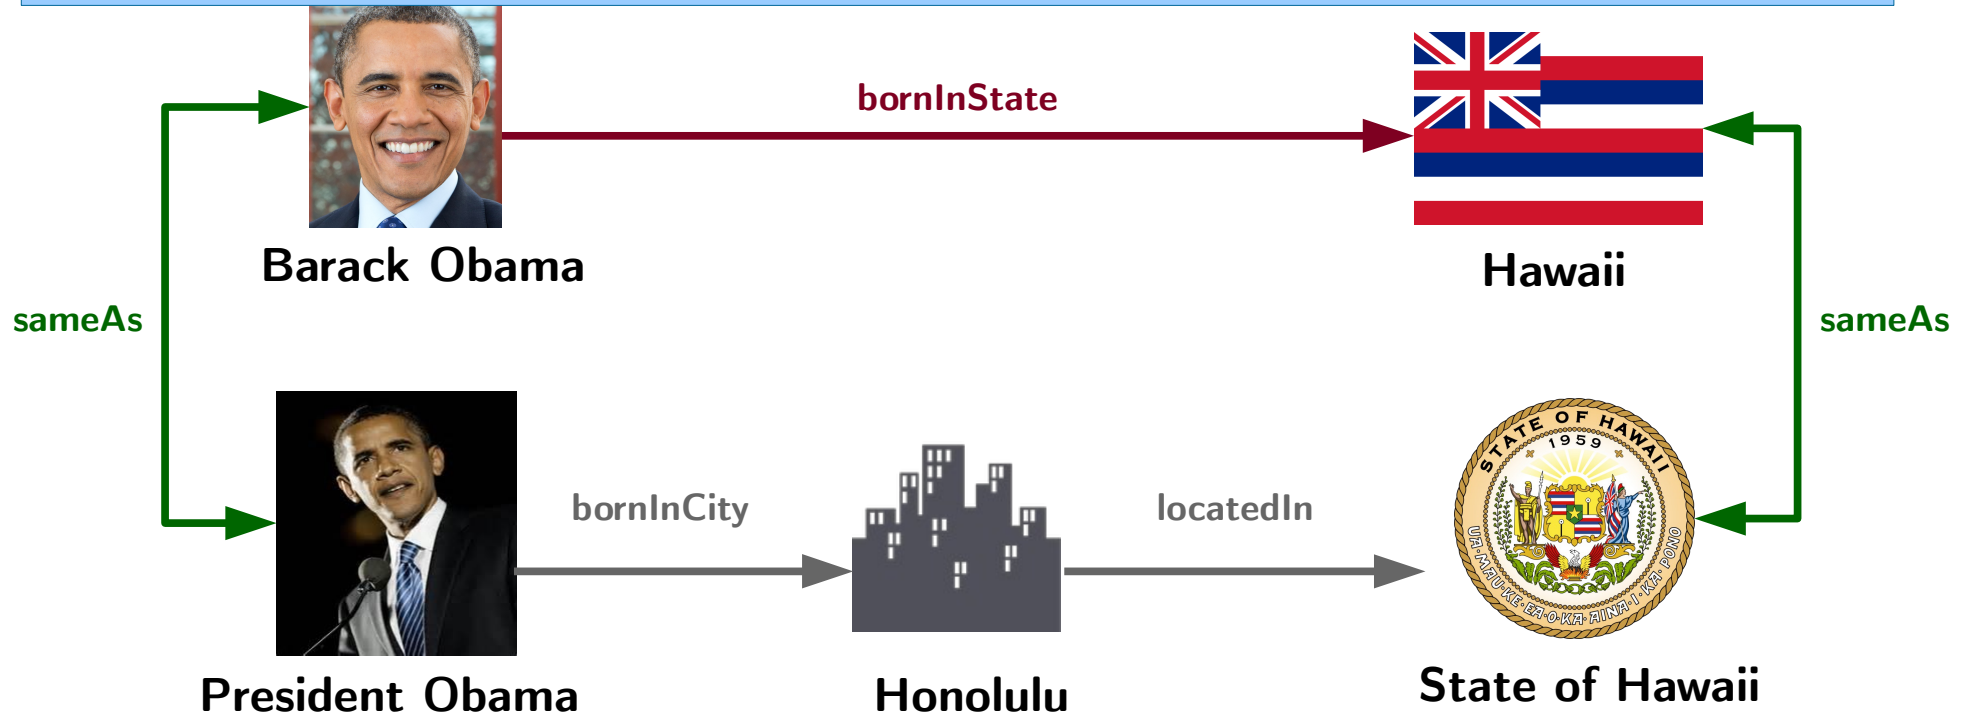 bornInState
Barack Obama
Hawaii
sameAs
sameAs
STATE OF HAWAII
1959
bornInCity
locatedIn
UA·MAU·KE·EA·O·KA·AINA·I·KA·PONO
President Obama
Honolulu
State of Hawaii